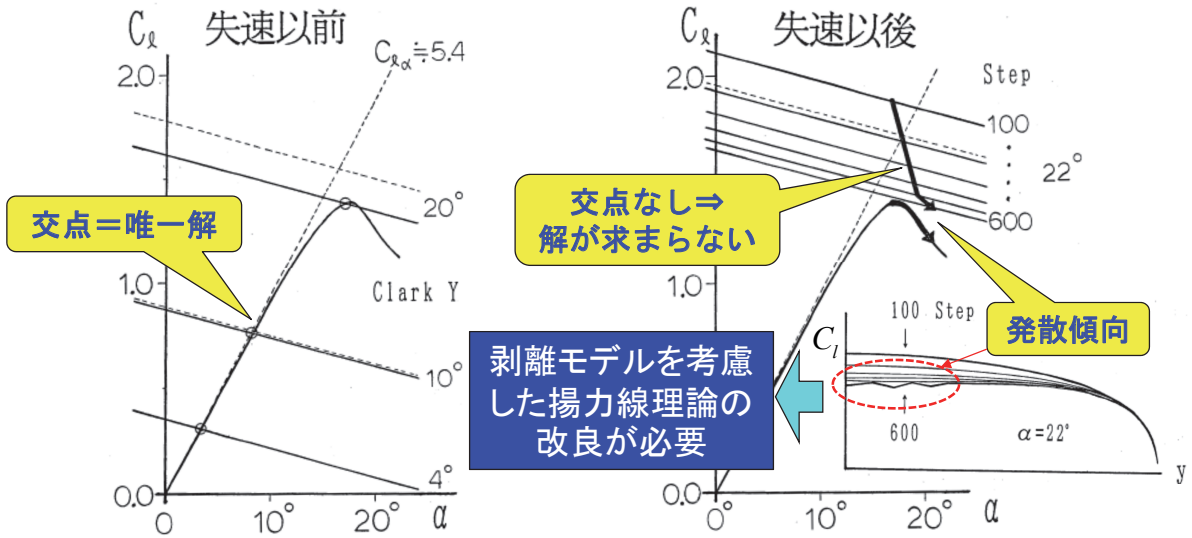 失速以前
Cℓ
2.0
1.0
0.0
Cℓα≒5.4
20°
交点＝唯一解
Clark Y
10°
4°
0
10°
20°
α
失速以後
Cℓ
2.0
1.0
0.0
Step
100
600
22°
交点なし⇒
解が求まらない
発散傾向
剥離モデルを考慮
した揚力線理論の
改良が必要
100 Step
Cl
600
α=22°
y
0°
10°
20°
α